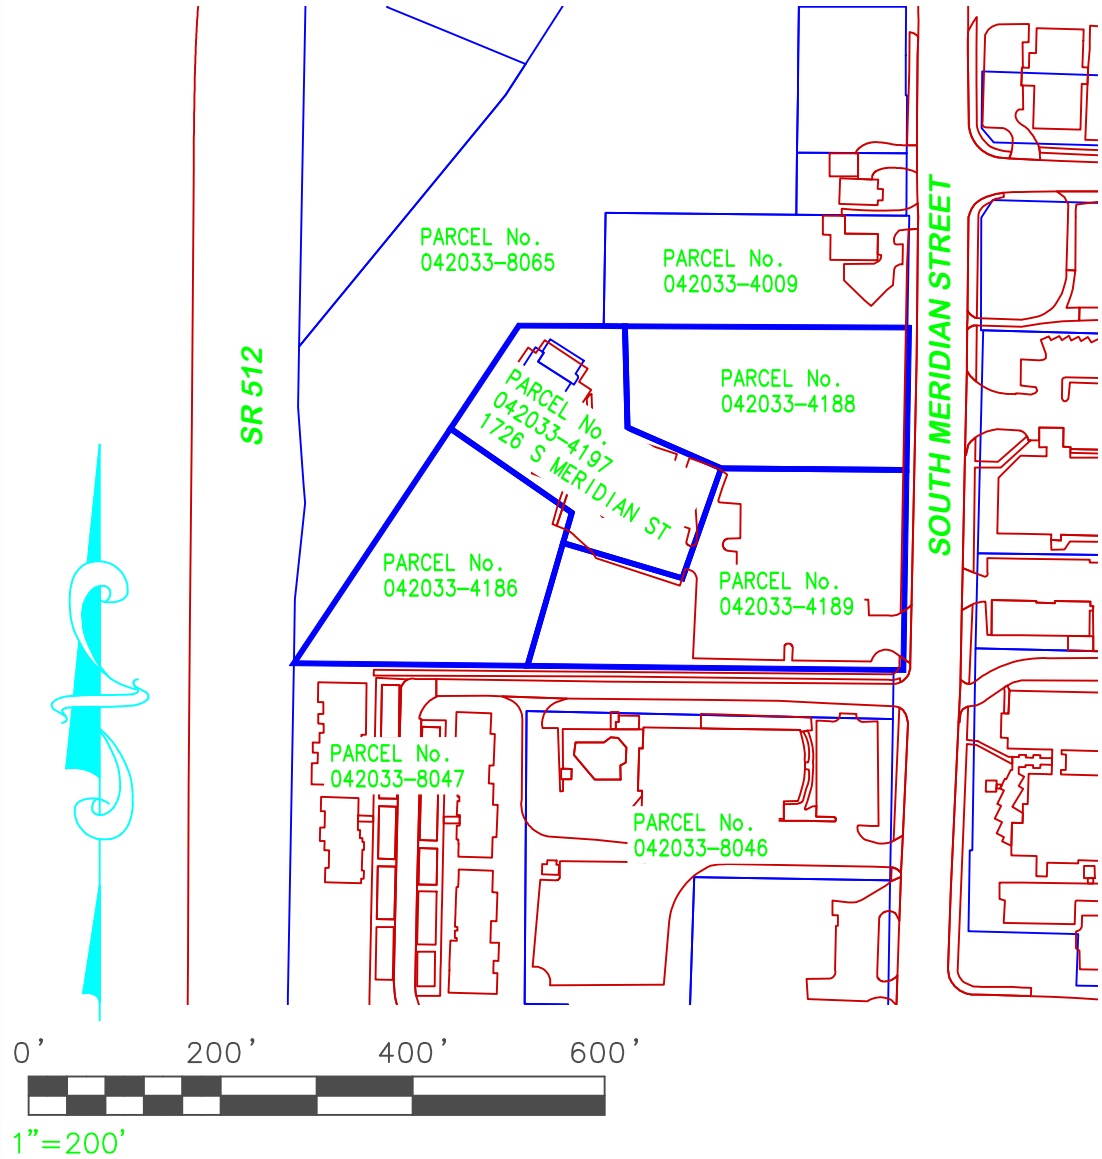 PARCEL No.
042033-8065
PARCEL No.
042033-4009
SOUTH MERIDIAN STREET
SR 512
PARCEL No.
042033-4197
1726 S MERIDIAN ST
PARCEL No.
042033-4188
PARCEL No.
042033-4186
PARCEL No.
042033-4189
PARCEL No.
042033-8047
PARCEL No.
042033-8046
0' 200' 400' 600'
1"=200'